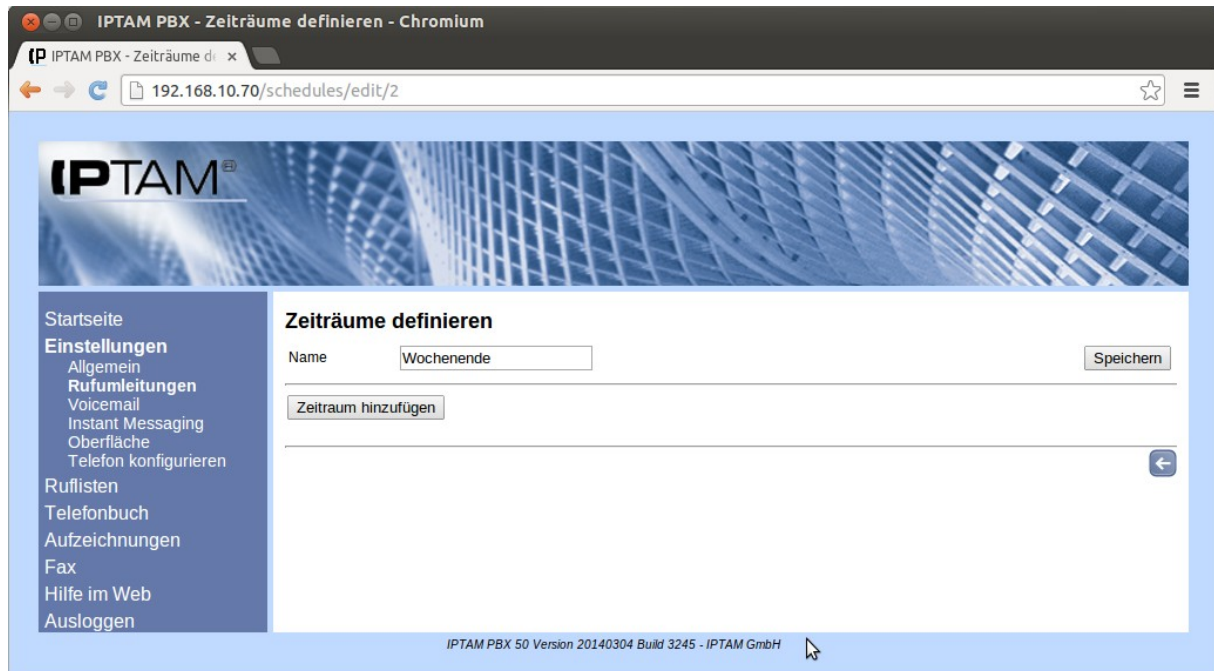 IPTAM PBX - Zeiträume definieren - Chromium
IPTAM PBX - Zeiträume de
192.168.10.70/schedules/edit/2
IPTAM®
Startseite
Einstellungen
Allgemein
Rufumleitungen
Voicemail
Instant Messaging
Oberfläche
Telefon konfigurieren
Ruflisten
Telefonbuch
Aufzeichnungen
Fax
Hilfe im Web
Ausloggen
Zeiträume definieren
Name Wochenende Speichern
Zeitraum hinzufügen
IPTAM PBX 50 Version 20140304 Build 3245 - IPTAM GmbH